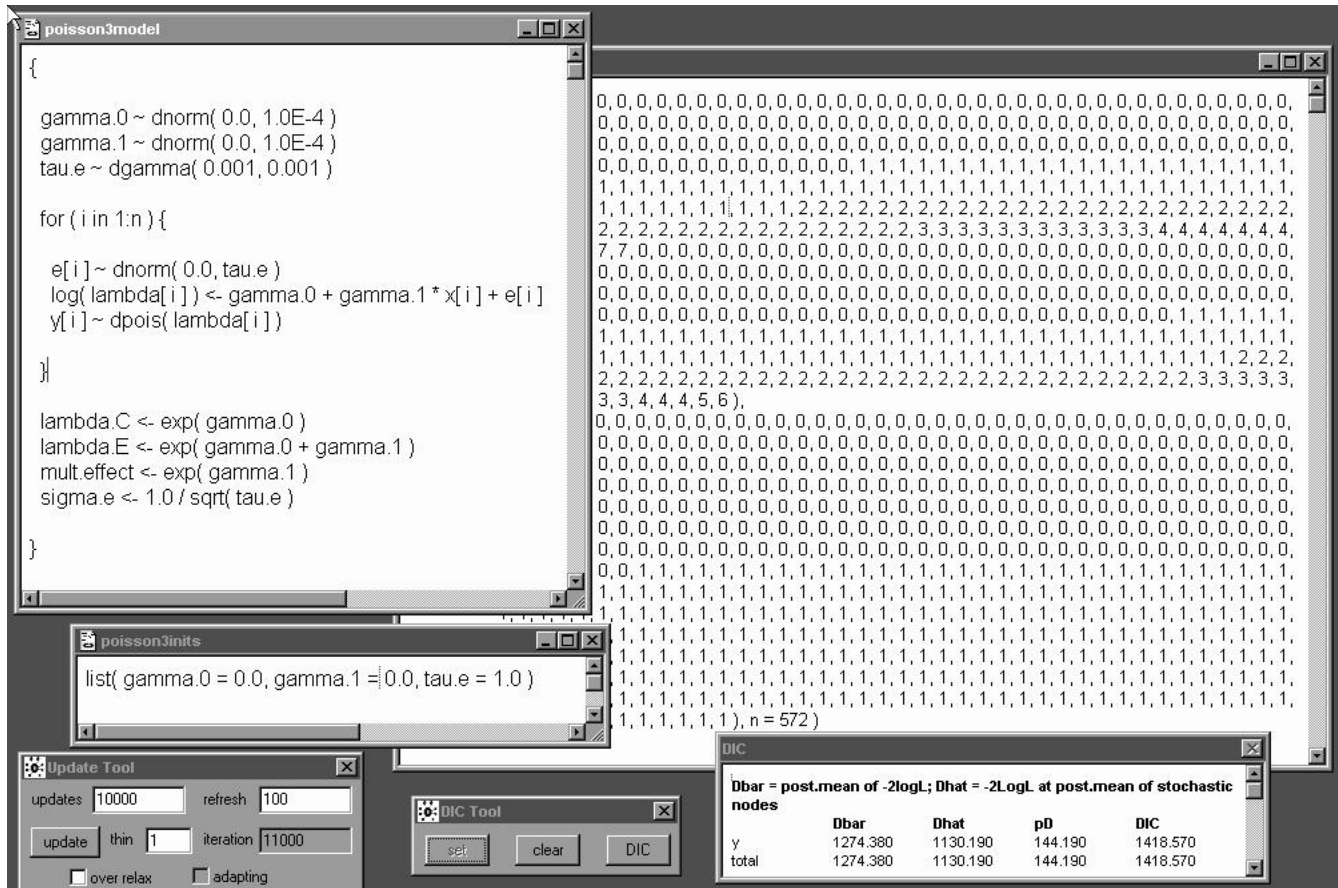 poisson3model
{
gamma.0 ~ dnorm( 0.0, 1.0E-4 )
gamma.1 ~ dnorm( 0.0, 1.0E-4 )
tau.e ~ dgamma( 0.001, 0.001 )
for ( i in 1:n ) {
e[ i ] ~ dnorm( 0.0, tau.e )
log( lambda[ i ] ) <- gamma.0 + gamma.1 * x[ i ] + e[ i ]
y[ i ] ~ dpois( lambda[ i ] )
}
lambda.C <- exp( gamma.0 )
lambda.E <- exp( gamma.0 + gamma.1 )
mult.effect <- exp( gamma.1 )
sigma.e <- 1.0 / sqrt( tau.e )
}
0, 0, 0, 0, 0, 0, 0, 0, 0, 0, 0, 0, 0, 0, 0, 0, 0, 0, 0, 0, 0, 0, 0, 0, 0, 0, 0, 0, 0, 0, 0, 0, 0, 0, 0,
0, 0, 0, 0, 0, 0, 0, 0, 0, 0, 0, 0, 0, 0, 0, 0, 0, 0, 0, 0, 0, 0, 0, 0, 0, 0, 0, 0, 0, 0, 0, 0, 0, 0, 0,
0, 0, 0, 0, 0, 0, 0, 0, 0, 0, 0, 0, 0, 0, 0, 0, 0, 0, 0, 0, 0, 0, 0, 0, 0, 0, 0, 0, 0, 0, 0, 0, 0, 0, 0,
0, 0, 0, 0, 0, 0, 0, 0, 0, 0, 0, 0, 0, 1, 1, 1, 1, 1, 1, 1, 1, 1, 1, 1, 1, 1, 1, 1, 1, 1, 1, 1, 1, 1, 1,
1, 1, 1, 1, 1, 1, 1, 1, 1, 1, 1, 1, 1, 1, 1, 1, 1, 1, 1, 1, 1, 1, 1, 1, 1, 1, 1, 1, 1, 1, 1, 1, 1, 1, 1,
1, 1, 1, 1, 1, 1, 1, 1, 1, 1, 2, 2, 2, 2, 2, 2, 2, 2, 2, 2, 2, 2, 2, 2, 2, 2, 2, 2, 2, 2, 2, 2, 2, 2, 2,
2, 2, 2, 2, 2, 2, 2, 2, 2, 2, 2, 2, 2, 2, 2, 2, 3, 3, 3, 3, 3, 3, 3, 3, 3, 3, 3, 3, 4, 4, 4, 4, 4, 4, 4,
7, 7, 0, 0, 0, 0, 0, 0, 0, 0, 0, 0, 0, 0, 0, 0, 0, 0, 0, 0, 0, 0, 0, 0, 0, 0, 0, 0, 0, 0, 0, 0, 0, 0, 0,
0, 0, 0, 0, 0, 0, 0, 0, 0, 0, 0, 0, 0, 0, 0, 0, 0, 0, 0, 0, 0, 0, 0, 0, 0, 0, 0, 0, 0, 0, 0, 0, 0, 0, 0,
0, 0, 0, 0, 0, 0, 0, 0, 0, 0, 0, 0, 0, 0, 0, 0, 0, 0, 0, 0, 0, 0, 0, 0, 0, 0, 0, 0, 0, 0, 0, 0, 0, 0, 0,
0, 0, 0, 0, 0, 0, 0, 0, 0, 0, 0, 0, 0, 0, 0, 0, 0, 0, 0, 0, 0, 0, 0, 0, 0, 0, 0, 0, 0, 1, 1, 1, 1, 1, 1,
1, 1, 1, 1, 1, 1, 1, 1, 1, 1, 1, 1, 1, 1, 1, 1, 1, 1, 1, 1, 1, 1, 1, 1, 1, 1, 1, 1, 1, 1, 1, 1, 1, 1, 1,
1, 1, 1, 1, 1, 1, 1, 1, 1, 1, 1, 1, 1, 1, 1, 1, 1, 1, 1, 1, 1, 1, 1, 1, 1, 1, 1, 1, 1, 1, 1, 1, 2, 2, 2,
2, 2, 2, 2, 2, 2, 2, 2, 2, 2, 2, 2, 2, 2, 2, 2, 2, 2, 2, 2, 2, 2, 2, 2, 2, 2, 2, 2, 2, 2, 3, 3, 3, 3, 3,
3, 3, 4, 4, 4, 5, 6 ),
0, 0, 0, 0, 0, 0, 0, 0, 0, 0, 0, 0, 0, 0, 0, 0, 0, 0, 0, 0, 0, 0, 0, 0, 0, 0, 0, 0, 0, 0, 0, 0, 0, 0, 0,
0, 0, 0, 0, 0, 0, 0, 0, 0, 0, 0, 0, 0, 0, 0, 0, 0, 0, 0, 0, 0, 0, 0, 0, 0, 0, 0, 0, 0, 0, 0, 0, 0, 0, 0,
0, 0, 0, 0, 0, 0, 0, 0, 0, 0, 0, 0, 0, 0, 0, 0, 0, 0, 0, 0, 0, 0, 0, 0, 0, 0, 0, 0, 0, 0, 0, 0, 0, 0, 0,
0, 0, 0, 0, 0, 0, 0, 0, 0, 0, 0, 0, 0, 0, 0, 0, 0, 0, 0, 0, 0, 0, 0, 0, 0, 0, 0, 0, 0, 0, 0, 0, 0, 0, 0,
0, 0, 0, 0, 0, 0, 0, 0, 0, 0, 0, 0, 0, 0, 0, 0, 0, 0, 0, 0, 0, 0, 0, 0, 0, 0, 0, 0, 0, 0, 0, 0, 0, 0, 0,
0, 0, 0, 0, 0, 0, 0, 0, 0, 0, 0, 0, 0, 0, 0, 0, 0, 0, 0, 0, 0, 0, 0, 0, 0, 0, 0, 0, 0, 0, 0, 0, 0, 0, 0,
0, 0, 0, 0, 0, 0, 0, 0, 0, 0, 0, 0, 0, 0, 0, 0, 0, 0, 0, 0, 0, 0, 0, 0, 0, 0, 0, 0, 0, 0, 0, 0, 0, 0, 0,
0, 0, 1, 1, 1, 1, 1, 1, 1, 1, 1, 1, 1, 1, 1, 1, 1, 1, 1, 1, 1, 1, 1, 1, 1, 1, 1, 1, 1, 1, 1, 1, 1, 1, 1,
1, 1, 1, 1, 1, 1, 1, 1, 1, 1, 1, 1, 1, 1, 1, 1, 1, 1, 1, 1, 1, 1, 1, 1, 1, 1, 1, 1, 1, 1, 1, 1, 1, 1, 1,
1, 1, 1, 1, 1, 1, 1, 1, 1, 1, 1, 1, 1, 1, 1, 1, 1, 1, 1, 1, 1, 1, 1, 1, 1, 1, 1, 1, 1, 1, 1, 1, 1, 1, 1,
1, 1, 1, 1, 1, 1, 1, 1, 1, 1, 1, 1, 1, 1, 1, 1, 1, 1, 1, 1, 1, 1, 1, 1, 1, 1, 1, 1, 1, 1, 1, 1, 1, 1,
1, 1, 1, 1, 1, 1, 1, 1, 1, 1, 1, 1, 1, 1, 1, 1, 1, 1, 1, 1, 1, 1, 1, 1, 1, 1, 1, 1, 1, 1, 1, 1, 1, 1,
1, 1, 1, 1, 1, 1, 1, 1, 1, 1, 1, 1, 1, 1, 1, 1, 1, 1, 1, 1, 1, 1, 1, 1, 1, 1, 1, 1, 1, 1, 1, 1, 1, 1,
1, 1, 1, 1, 1, 1, 1, 1, 1, 1, 1, 1, 1, 1, 1, 1, 1, 1, 1, 1, 1, 1, 1, 1, 1, 1, 1, 1, 1, 1, 1, 1, 1, 1,
1, 1, 1, 1, 1, 1 ), n = 572 )
poisson3inits
list( gamma.0 = 0.0, gamma.1 = 0.0, tau.e = 1.0 )
Update Tool
updates 10000 refresh 100
update thin 1 iteration 11000
over relax adapting
DIC Tool
set clear DIC
DIC
Dbar = post.mean of -2logL; Dhat = -2LogL at post.mean of stochastic
nodes
Dbar Dhat pD DIC
y 1274.380 1130.190 144.190 1418.570
total 1274.380 1130.190 144.190 1418.570